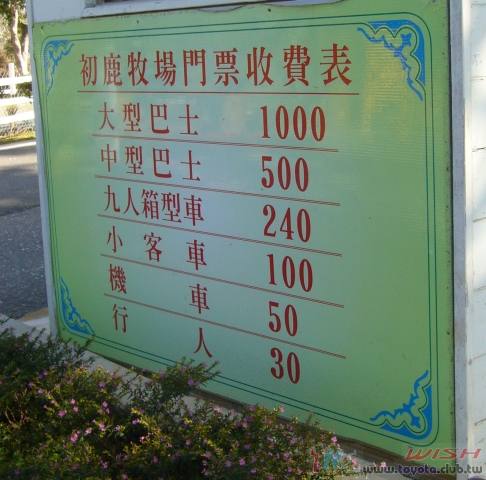 初鹿牧場門票收費表
大型巴士 1000
中型巴士 500
九人箱型車 240
小客車 100
機車 50
行人 30
WISH
www.toyota.club.tw